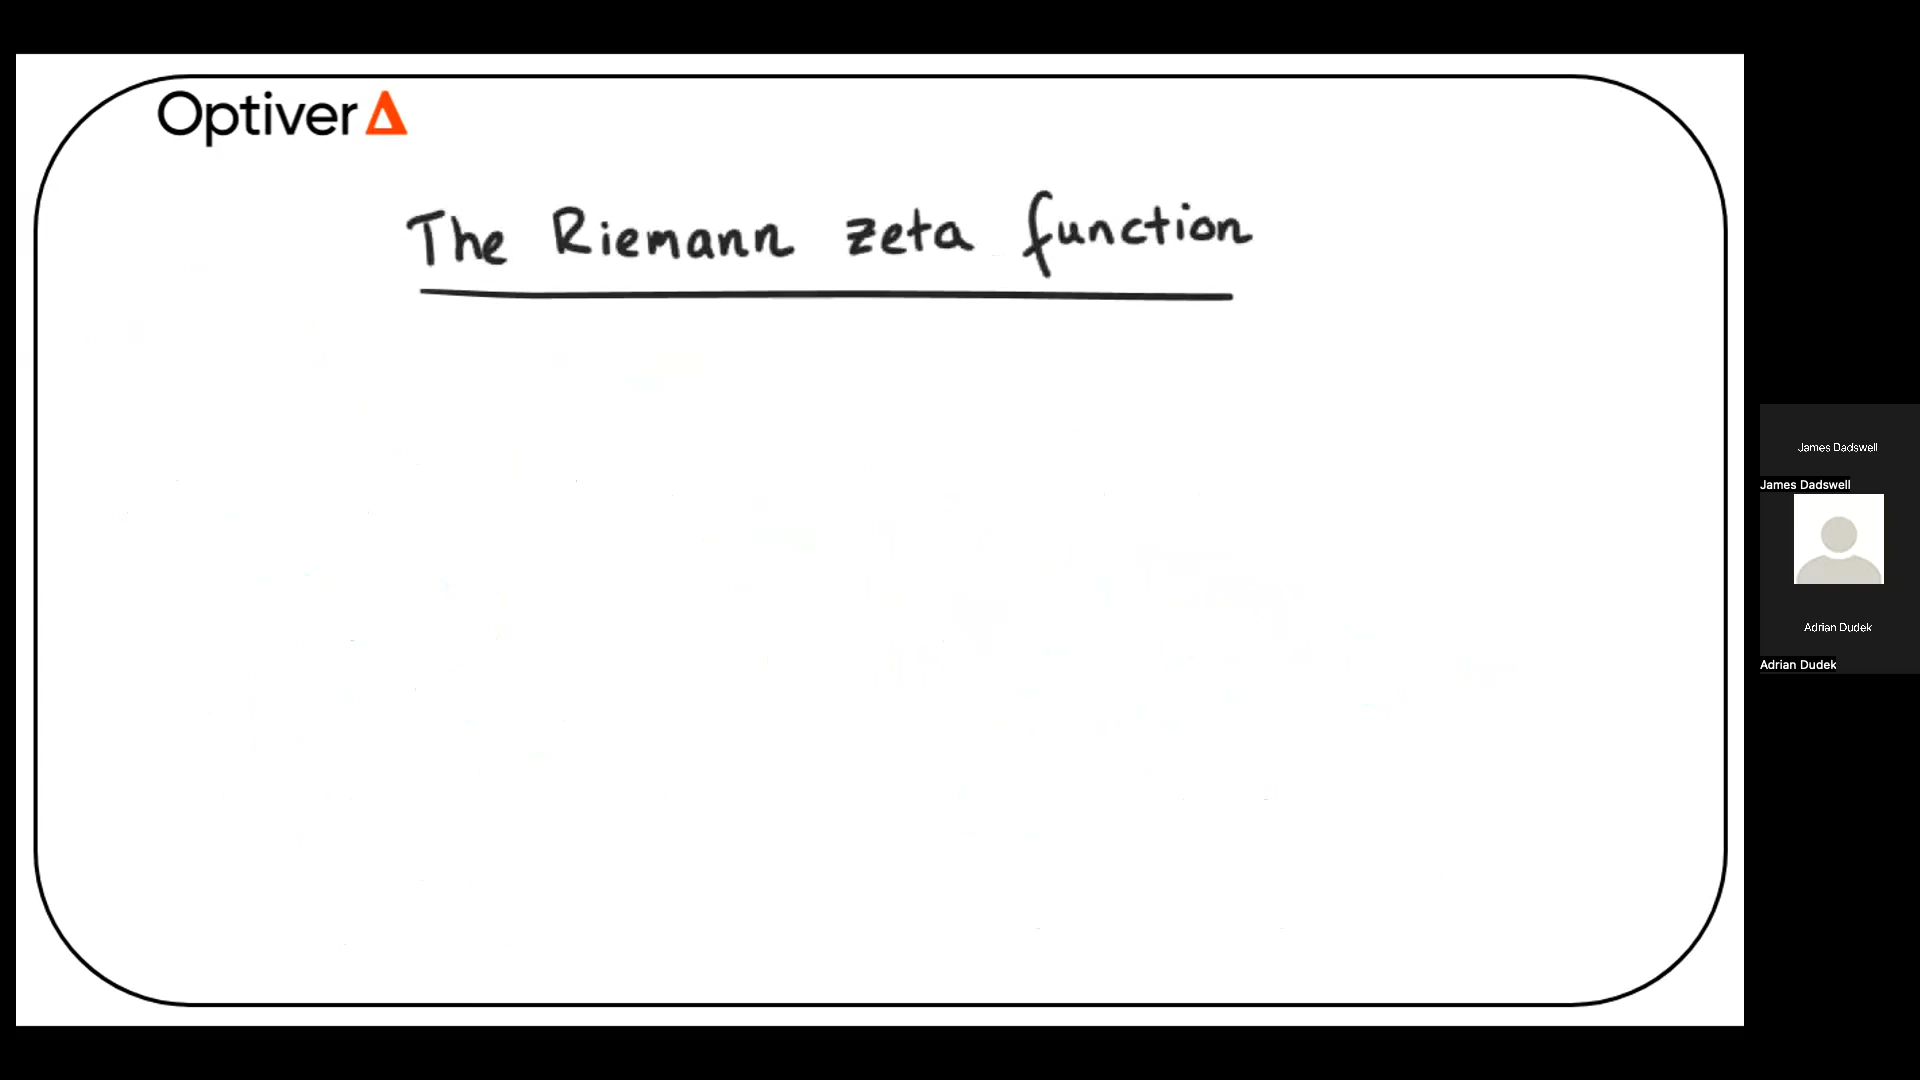 Optiver
The Riemann zeta function
James Dadswell
James Dadswell
Adrian Dudek
Adrian Dudek